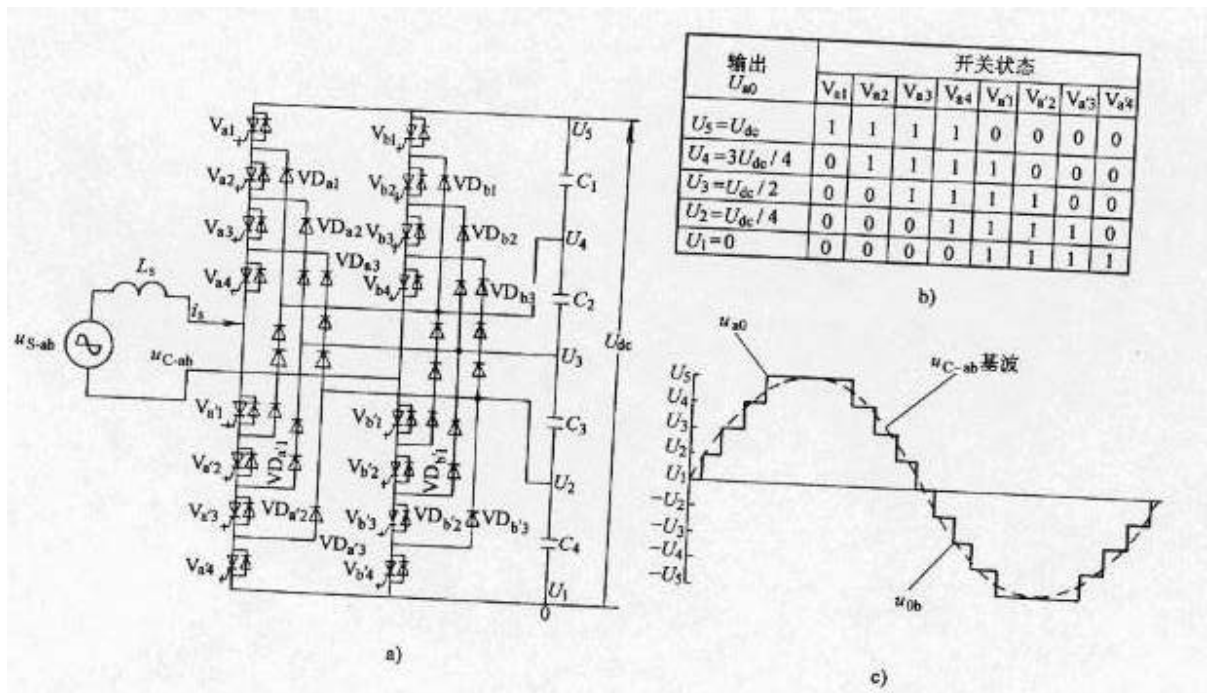 V_a1
V_a2
V_a3
V_a4
L_s
i_s
u_S-ab
u_C-ab
V_a'1
V_a'2
V_a'3
V_a'4
VD_a1
VD_a2
VD_a3
VD_a'1
VD_a'2
VD_a'3
V_b1
V_b2
V_b3
V_b4
V_b'1
V_b'2
V_b'3
V_b'4
VD_b1
VD_b2
VD_b3
VD_b'1
VD_b'2
VD_b'3
U_5
C_1
U_4
C_2
U_dc
U_3
C_3
U_2
C_4
U_1
0
a)
输出 U_a0 开关状态
V_a1 V_a2 V_a3 V_a4 V_a'1 V_a'2 V_a'3 V_a'4
U_5=U_dc 1 1 1 1 0 0 0 0
U_4=3U_dc/4 0 1 1 1 1 0 0 0
U_3=U_dc/2 0 0 1 1 1 1 0 0
U_2=U_dc/4 0 0 0 1 1 1 1 0
U_1=0 0 0 0 0 1 1 1 1
b)
u_a0
u_C-ab基波
U_5
U_4
U_3
U_2
U_1
-U_2
-U_3
-U_4
-U_5
u_0b
c)